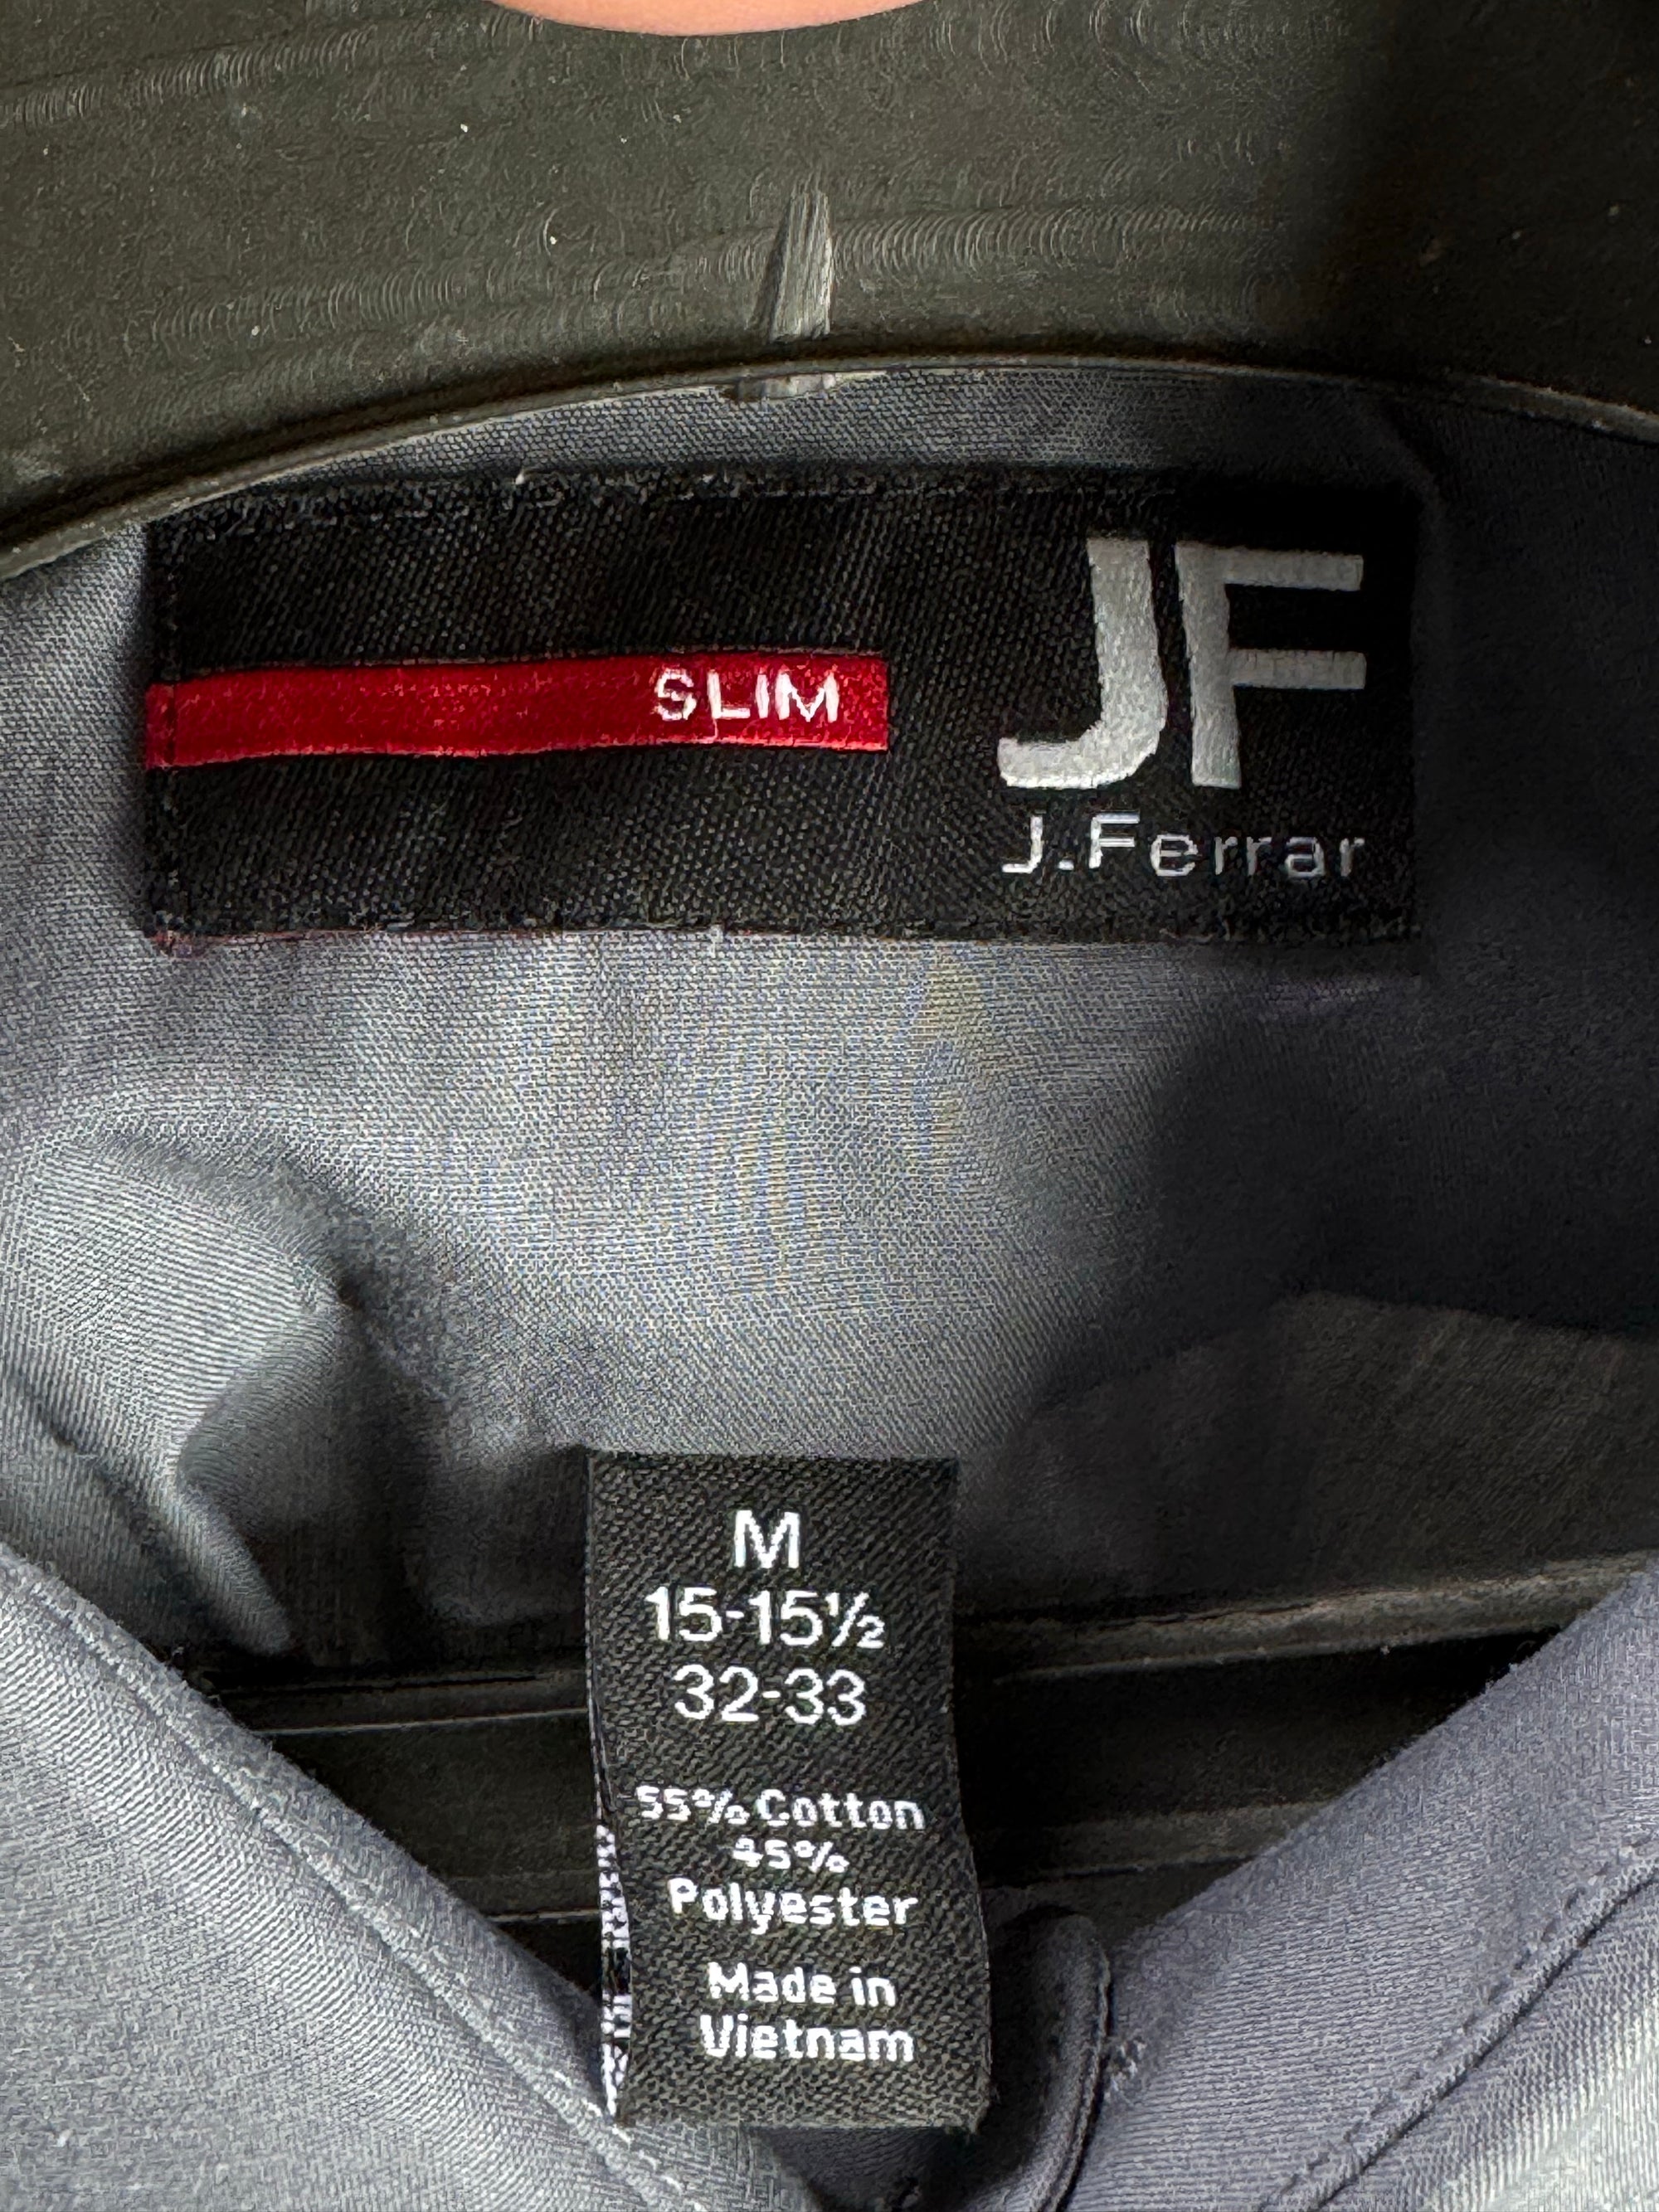 SLIM
JF
J.Ferrar
M
15-15½
32-33
55% Cotton
45%
Polyester
Made in
Vietnam